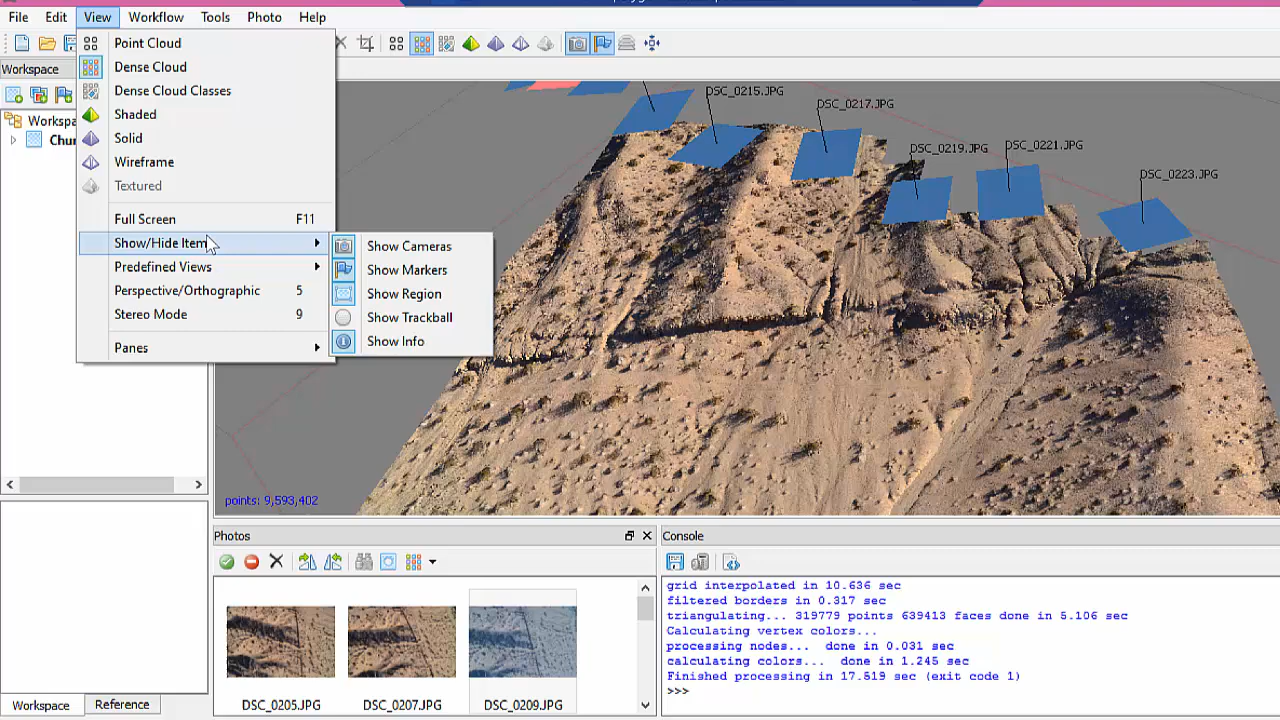 File Edit View Workflow Tools Photo Help
Workspace
Point Cloud
Dense Cloud
Dense Cloud Classes
Shaded
Solid
Wireframe
Textured
Full Screen F11
Show/Hide Item
Predefined Views
Perspective/Orthographic 5
Stereo Mode 9
Panes
Show Cameras
Show Markers
Show Region
Show Trackball
Show Info
Workspa
Chur
DSC_0215.JPG
DSC_0217.JPG
DSC_0219.JPG
DSC_0221.JPG
DSC_0223.JPG
points: 9,593,402
Photos
DSC_0205.JPG
DSC_0207.JPG
DSC_0209.JPG
Console
grid interpolated in 10.636 sec
filtered borders in 0.317 sec
triangulating... 319779 points 639413 faces done in 5.106 sec
Calculating vertex colors...
processing nodes... done in 0.031 sec
calculating colors... done in 1.245 sec
Finished processing in 17.519 sec (exit code 1)
>>>
Workspace Reference